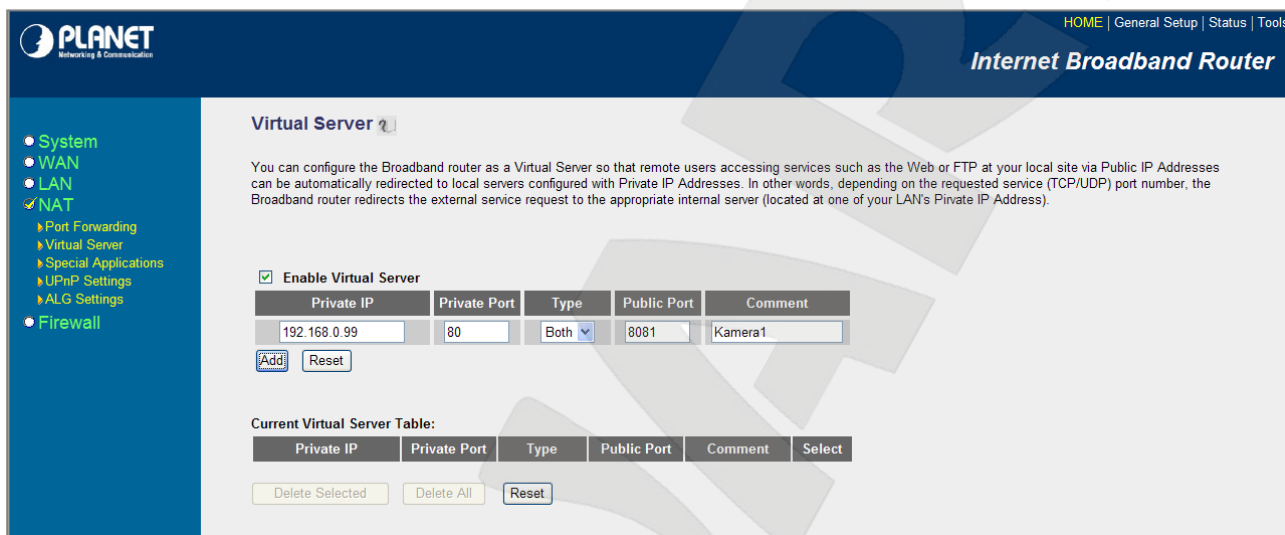 PLANET
Networking & Communication
HOME | General Setup | Status | Tools
Internet Broadband Router
System
WAN
LAN
NAT
Port Forwarding
Virtual Server
Special Applications
UPnP Settings
ALG Settings
Firewall
Virtual Server
You can configure the Broadband router as a Virtual Server so that remote users accessing services such as the Web or FTP at your local site via Public IP Addresses
can be automatically redirected to local servers configured with Private IP Addresses. In other words, depending on the requested service (TCP/UDP) port number, the
Broadband router redirects the external service request to the appropriate internal server (located at one of your LAN's Private IP Address).
Enable Virtual Server
Private IP Private Port Type Public Port Comment
192.168.0.99 80 Both 8081 Kamera1
Add Reset
Current Virtual Server Table:
Private IP Private Port Type Public Port Comment Select
Delete Selected Delete All Reset